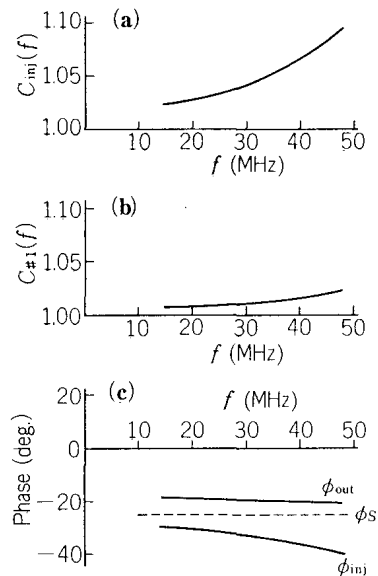 (a)
C_inj(f)
1.10
1.05
1.00
10 20 30 40 50
f (MHz)
(b)
C_#1(f)
1.10
1.05
1.00
10 20 30 40 50
f (MHz)
(c)
f (MHz)
10 20 30 40 50
Phase (deg.)
20
0
−20
−40
ϕ_out
ϕ_S
ϕ_inj